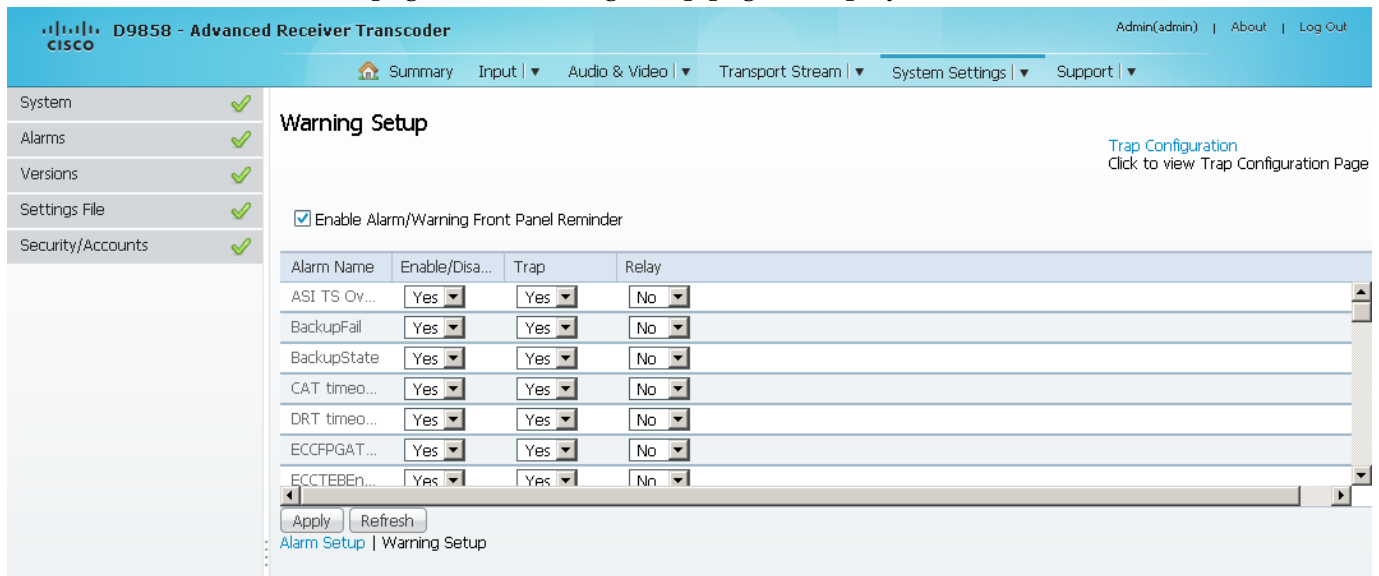 D9858 - Advanced Receiver Transcoder
Admin(admin) | About | Log Out
CISCO
Summary Input | ▼ Audio & Video | ▼ Transport Stream | ▼ System Settings | ▼ Support | ▼
System
Alarms
Versions
Settings File
Security/Accounts
Warning Setup
Trap Configuration
Click to view Trap Configuration Page
Enable Alarm/Warning Front Panel Reminder
Alarm Name Enable/Disa... Trap Relay
ASI TS Ov... Yes Yes No
BackupFail Yes Yes No
BackupState Yes Yes No
CAT timeo... Yes Yes No
DRT timeo... Yes Yes No
ECCFPGAT... Yes Yes No
ECCTEBEn... Yes Yes No
Apply Refresh
Alarm Setup | Warning Setup